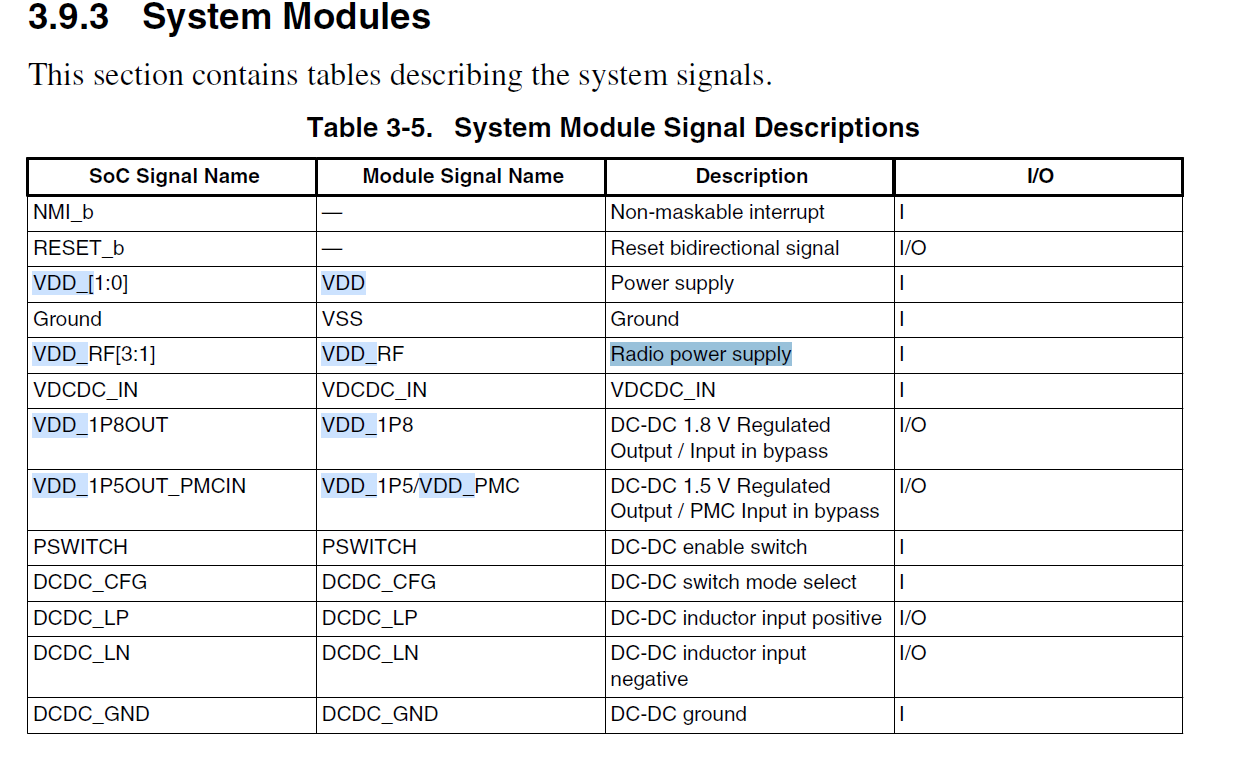 3.9.3 System Modules
This section contains tables describing the system signals.
Table 3-5. System Module Signal Descriptions
SoC Signal Name Module Signal Name Description I/O
NMI_b — Non-maskable interrupt I
RESET_b — Reset bidirectional signal I/O
VDD_[1:0] VDD Power supply I
Ground VSS Ground I
VDD_RF[3:1] VDD_RF Radio power supply I
VDCDC_IN VDCDC_IN VDCDC_IN I
VDD_1P8OUT VDD_1P8 DC-DC 1.8 V Regulated I/O
Output / Input in bypass
VDD_1P5OUT_PMCIN VDD_1P5/VDD_PMC DC-DC 1.5 V Regulated I/O
Output / PMC Input in bypass
PSWITCH PSWITCH DC-DC enable switch I
DCDC_CFG DCDC_CFG DC-DC switch mode select I
DCDC_LP DCDC_LP DC-DC inductor input positive I/O
DCDC_LN DCDC_LN DC-DC inductor input I/O
negative
DCDC_GND DCDC_GND DC-DC ground I